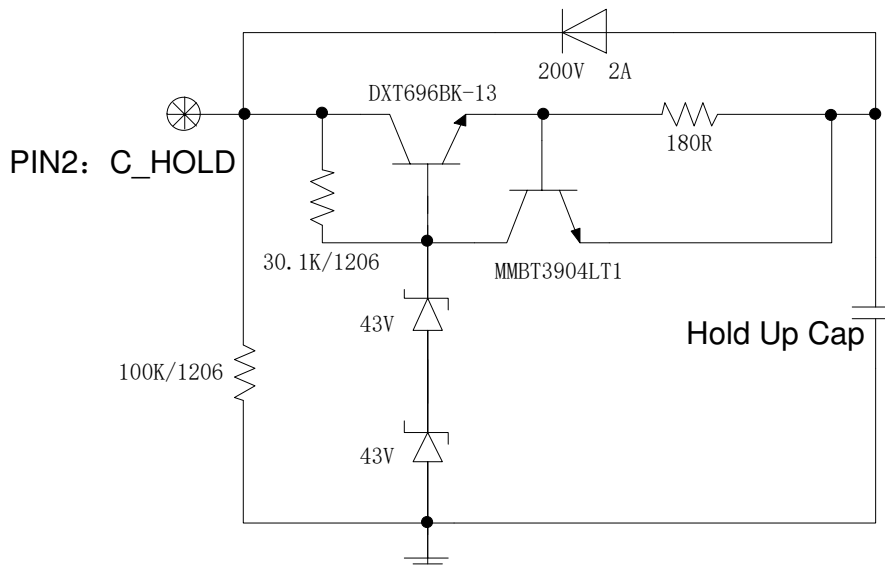 200V 2A
DXT696BK-13
180R
PIN2：C_HOLD
30.1K/1206
MMBT3904LT1
43V
Hold Up Cap
100K/1206
43V